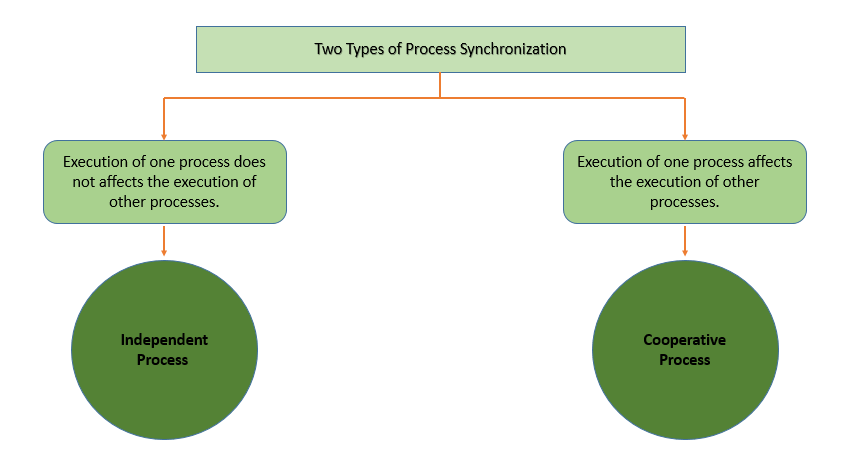 Two Types of Process Synchronization
Execution of one process does
not affects the execution of
other processes.
Execution of one process affects
the execution of other
processes.
Independent
Process
Cooperative
Process